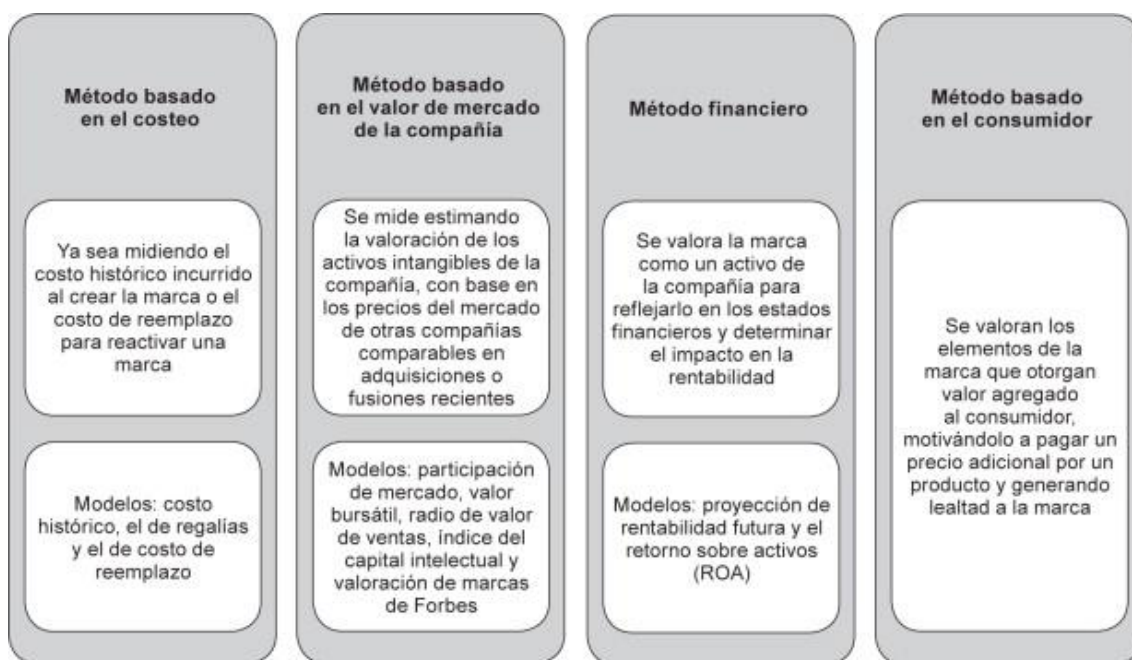 Método basado
en el costeo
Ya sea midiendo el
costo histórico incurrido
al crear la marca o el
costo de reemplazo
para reactivar una
marca
Modelos: costo
histórico, el de regalías
y el de costo de
reemplazo
Método basado
en el valor de mercado
de la compañía
Se mide estimando
la valoración de los
activos intangibles de la
compañía, con base en
los precios del mercado
de otras compañías
comparables en
adquisiciones o
fusiones recientes
Modelos: participación
de mercado, valor
bursátil, radio de valor
de ventas, índice del
capital intelectual y
valoración de marcas
de Forbes
Método financiero
Se valora la marca
como un activo de
la compañía para
reflejarlo en los estados
financieros y determinar
el impacto en la
rentabilidad
Modelos: proyección de
rentabilidad futura y el
retorno sobre activos
(ROA)
Método basado
en el consumidor
Se valoran los
elementos de la
marca que otorgan
valor agregado
al consumidor,
motivándolo a pagar un
precio adicional por un
producto y generando
lealtad a la marca